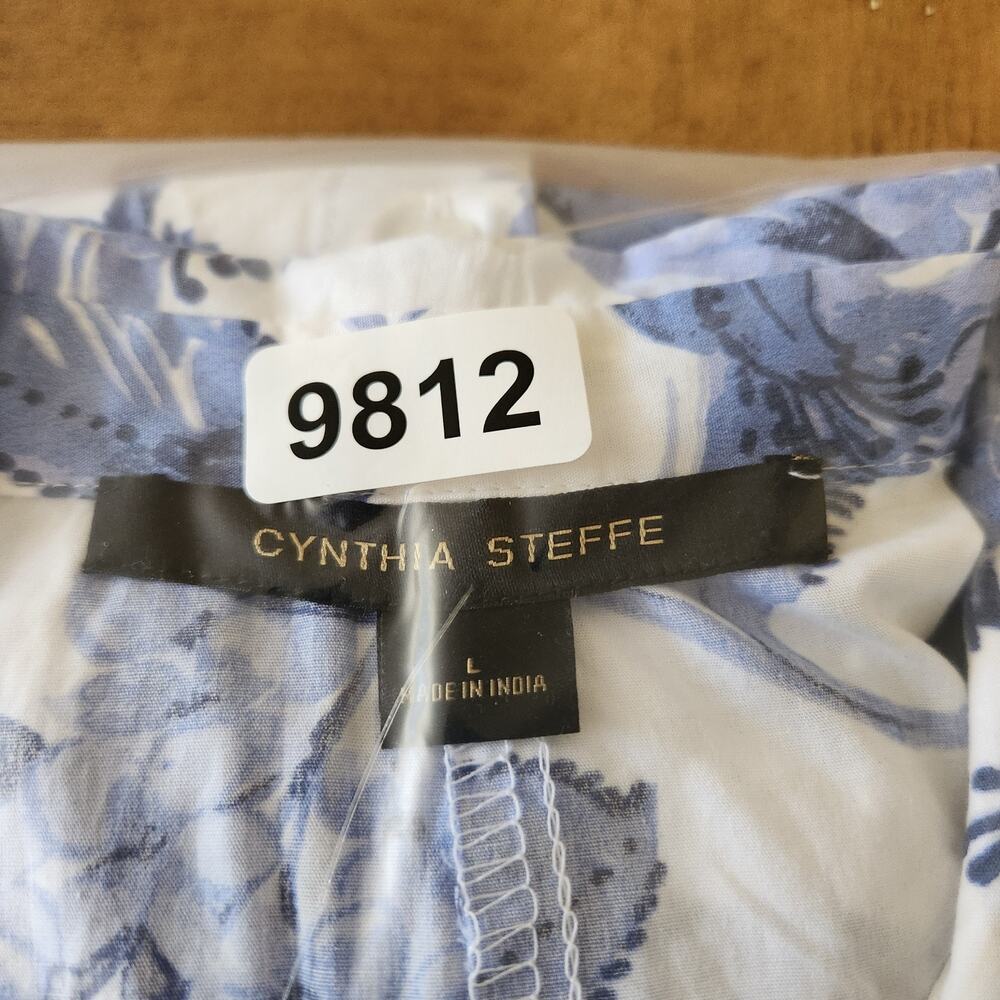 9812
CYNTHIA STEFFE
L
MADE IN INDIA